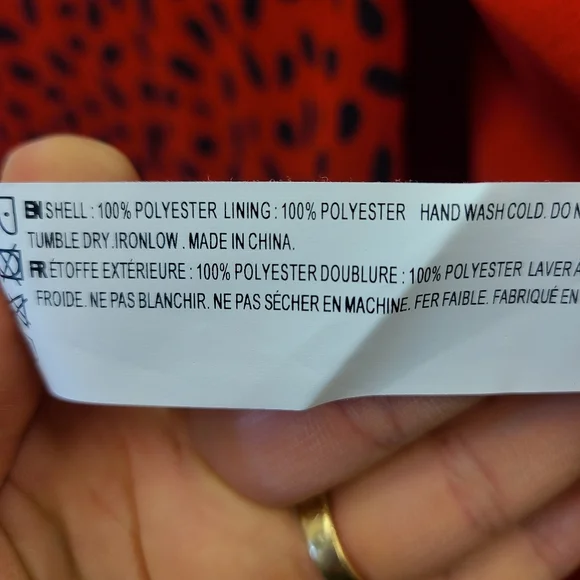 EN SHELL : 100% POLYESTER LINING : 100% POLYESTER HAND WASH COLD. DO
TUMBLE DRY. IRONLOW . MADE IN CHINA.
FR ÉTOFFE EXTÉRIEURE : 100% POLYESTER DOUBLURE : 100% POLYESTER LAVER
FROIDE. NE PAS BLANCHIR. NE PAS SÉCHER EN MACHINE. FER FAIBLE. FABRIQUÉ EN